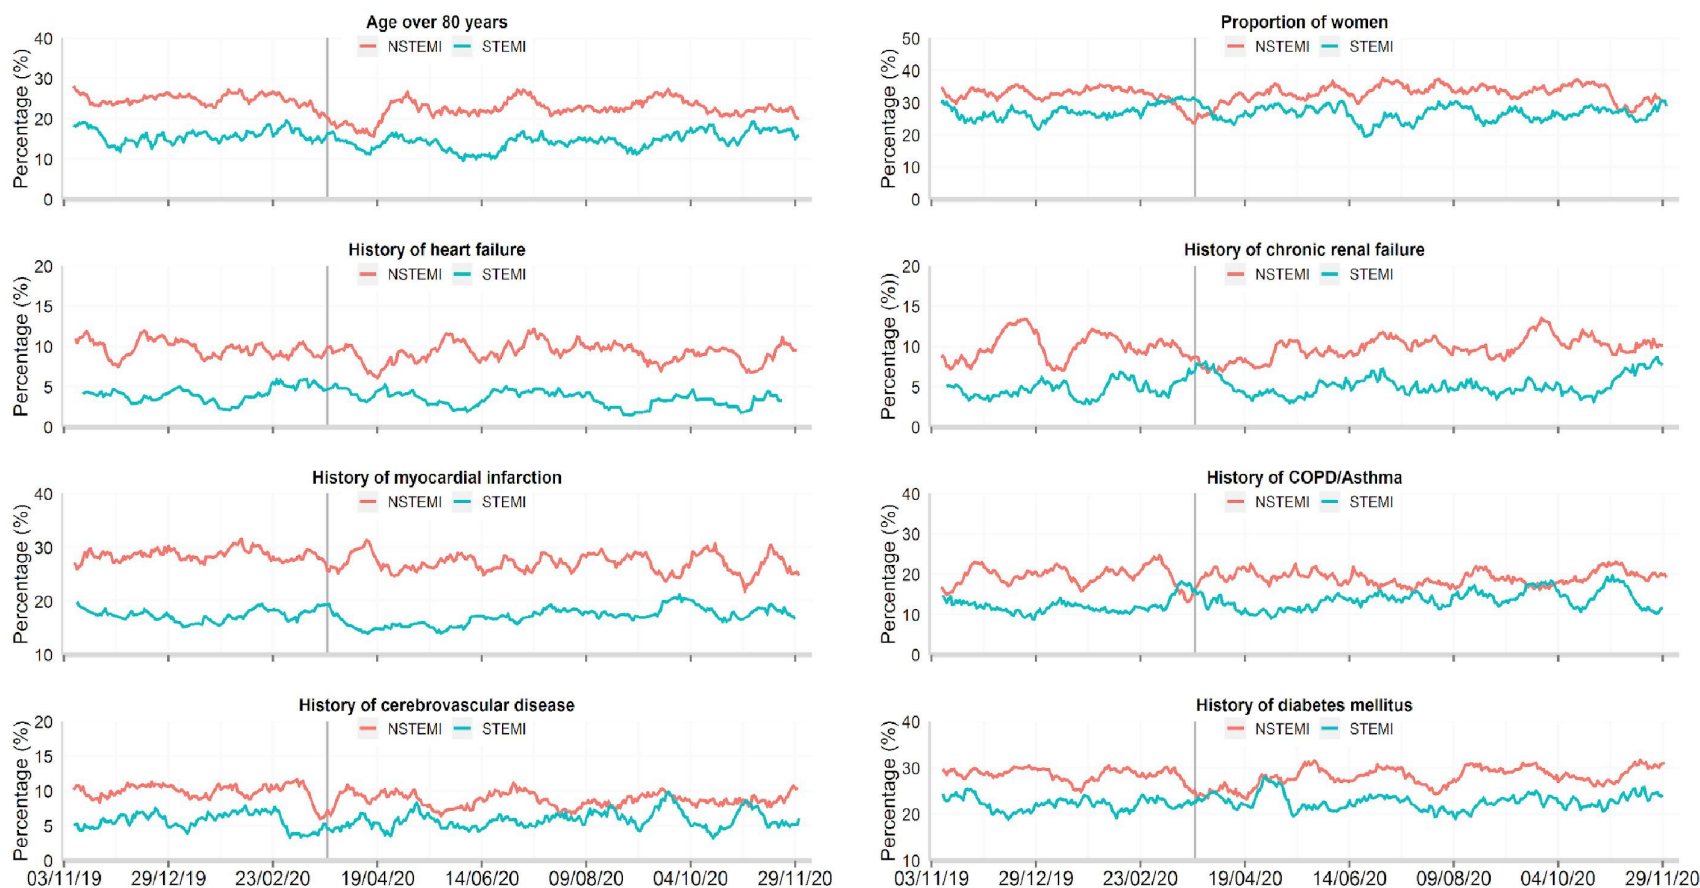 Age over 80 years
NSTEMI STEMI
Percentage (%)
40
30
20
10
0
Proportion of women
NSTEMI STEMI
Percentage (%)
50
40
30
20
10
0
History of heart failure
NSTEMI STEMI
Percentage (%)
20
15
10
5
0
History of chronic renal failure
NSTEMI STEMI
Percentage (%))
20
15
10
5
0
History of myocardial infarction
NSTEMI STEMI
Percentage (%)
40
30
20
10
History of COPD/Asthma
NSTEMI STEMI
Percentage (%)
40
30
20
10
0
History of cerebrovascular disease
NSTEMI STEMI
Percentage (%)
20
15
10
5
0
03/11/19 29/12/19 23/02/20 19/04/20 14/06/20 09/08/20 04/10/20 29/11/20
History of diabetes mellitus
NSTEMI STEMI
Percentage (%)
40
30
20
10
03/11/19 29/12/19 23/02/20 19/04/20 14/06/20 09/08/20 04/10/20 29/11/20